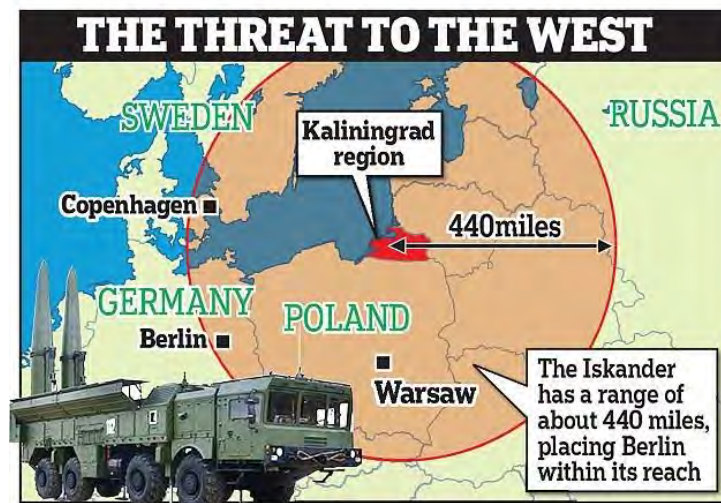 THE THREAT TO THE WEST
SWEDEN
RUSSIA
Kaliningrad
region
Copenhagen
440miles
GERMANY
Berlin
POLAND
Warsaw
The Iskander
has a range of
about 440 miles,
placing Berlin
within its reach